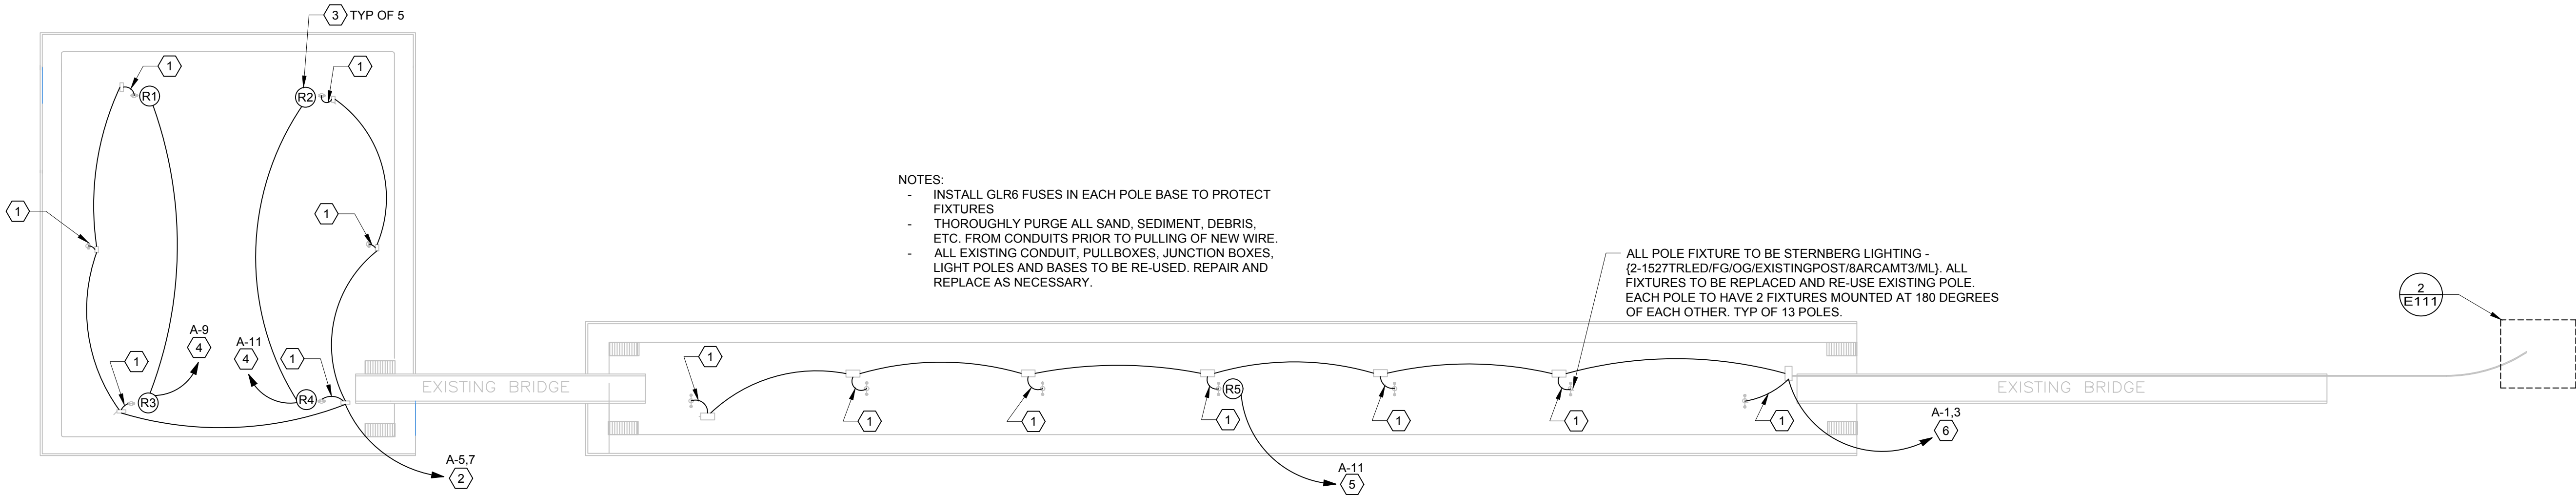 3 TYP OF 5
1
1
R1
R2
NOTES:
- INSTALL GLR6 FUSES IN EACH POLE BASE TO PROTECT
FIXTURES
- THOROUGHLY PURGE ALL SAND, SEDIMENT, DEBRIS,
ETC. FROM CONDUITS PRIOR TO PULLING OF NEW WIRE.
- ALL EXISTING CONDUIT, PULLBOXES, JUNCTION BOXES,
LIGHT POLES AND BASES TO BE RE-USED. REPAIR AND
REPLACE AS NECESSARY.
1
1
ALL POLE FIXTURE TO BE STERNBERG LIGHTING -
{2-1527TRLED/FG/OG/EXISTINGPOST/8ARCAMT3/ML}. ALL
FIXTURES TO BE REPLACED AND RE-USE EXISTING POLE.
EACH POLE TO HAVE 2 FIXTURES MOUNTED AT 180 DEGREES
OF EACH OTHER. TYP OF 13 POLES.
2
E111
A-9
4
A-11
4
1
1
1
R3
R4
EXISTING BRIDGE
R5
EXISTING BRIDGE
1
1
1
1
1
1
A-1,3
6
A-5,7
2
A-11
5